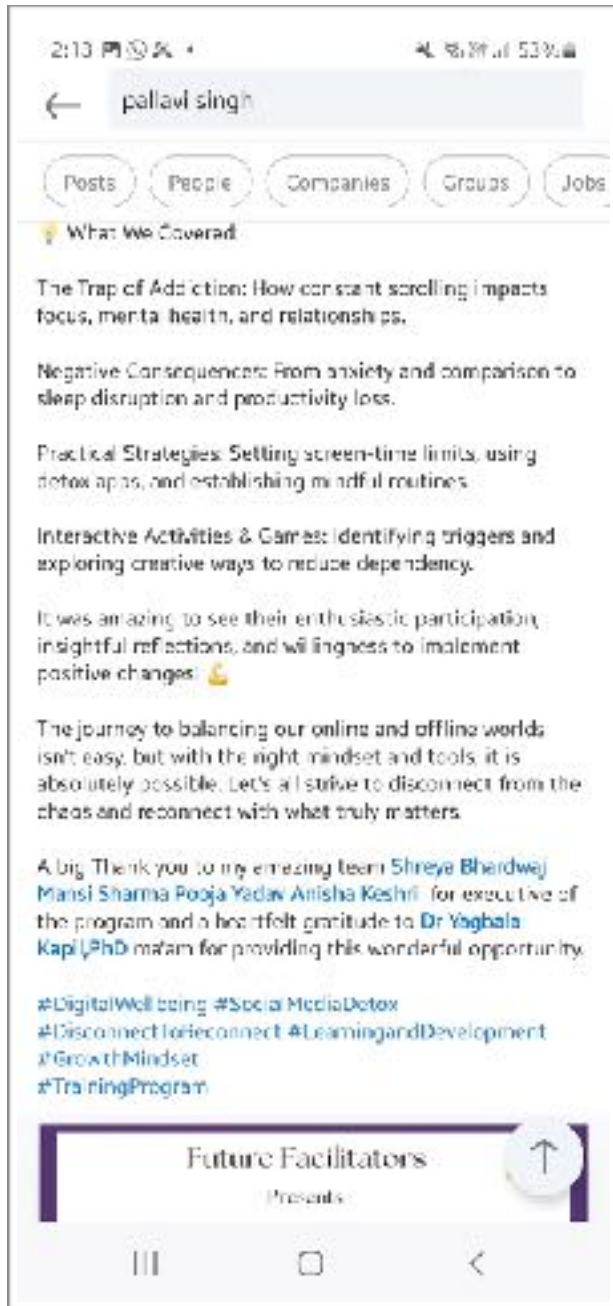 2:13
53%
pallavi singh
Posts People Companies Groups Jobs
💡 What We Covered:
The Trap of Addiction: How constant scrolling impacts
focus, mental health, and relationships.
Negative Consequences: From anxiety and comparison to
sleep disruption and productivity loss.
Practical Strategies: Setting screen-time limits, using
detox apps, and establishing mindful routines.
Interactive Activities & Games: Identifying triggers and
exploring creative ways to reduce dependency.
It was amazing to see their enthusiastic participation,
insightful reflections, and willingness to implement
positive changes! 💪
The journey to balancing our online and offline worlds
isn't easy, but with the right mindset and tools, it is
absolutely possible. Let's all strive to disconnect from the
chaos and reconnect with what truly matters.
A big Thank you to my amazing team Shreya Bhardwaj
Mansi Sharma Pooja Yadav Anisha Keshri for executive of
the program and a heartfelt gratitude to Dr Yagbala
Kapil,PhD ma'am for providing this wonderful opportunity.
#DigitalWellbeing #SocialMediaDetox
#DisconnectToReconnect #LearningandDevelopment
#GrowthMindset
#TrainingProgram
Future Facilitators
Presents